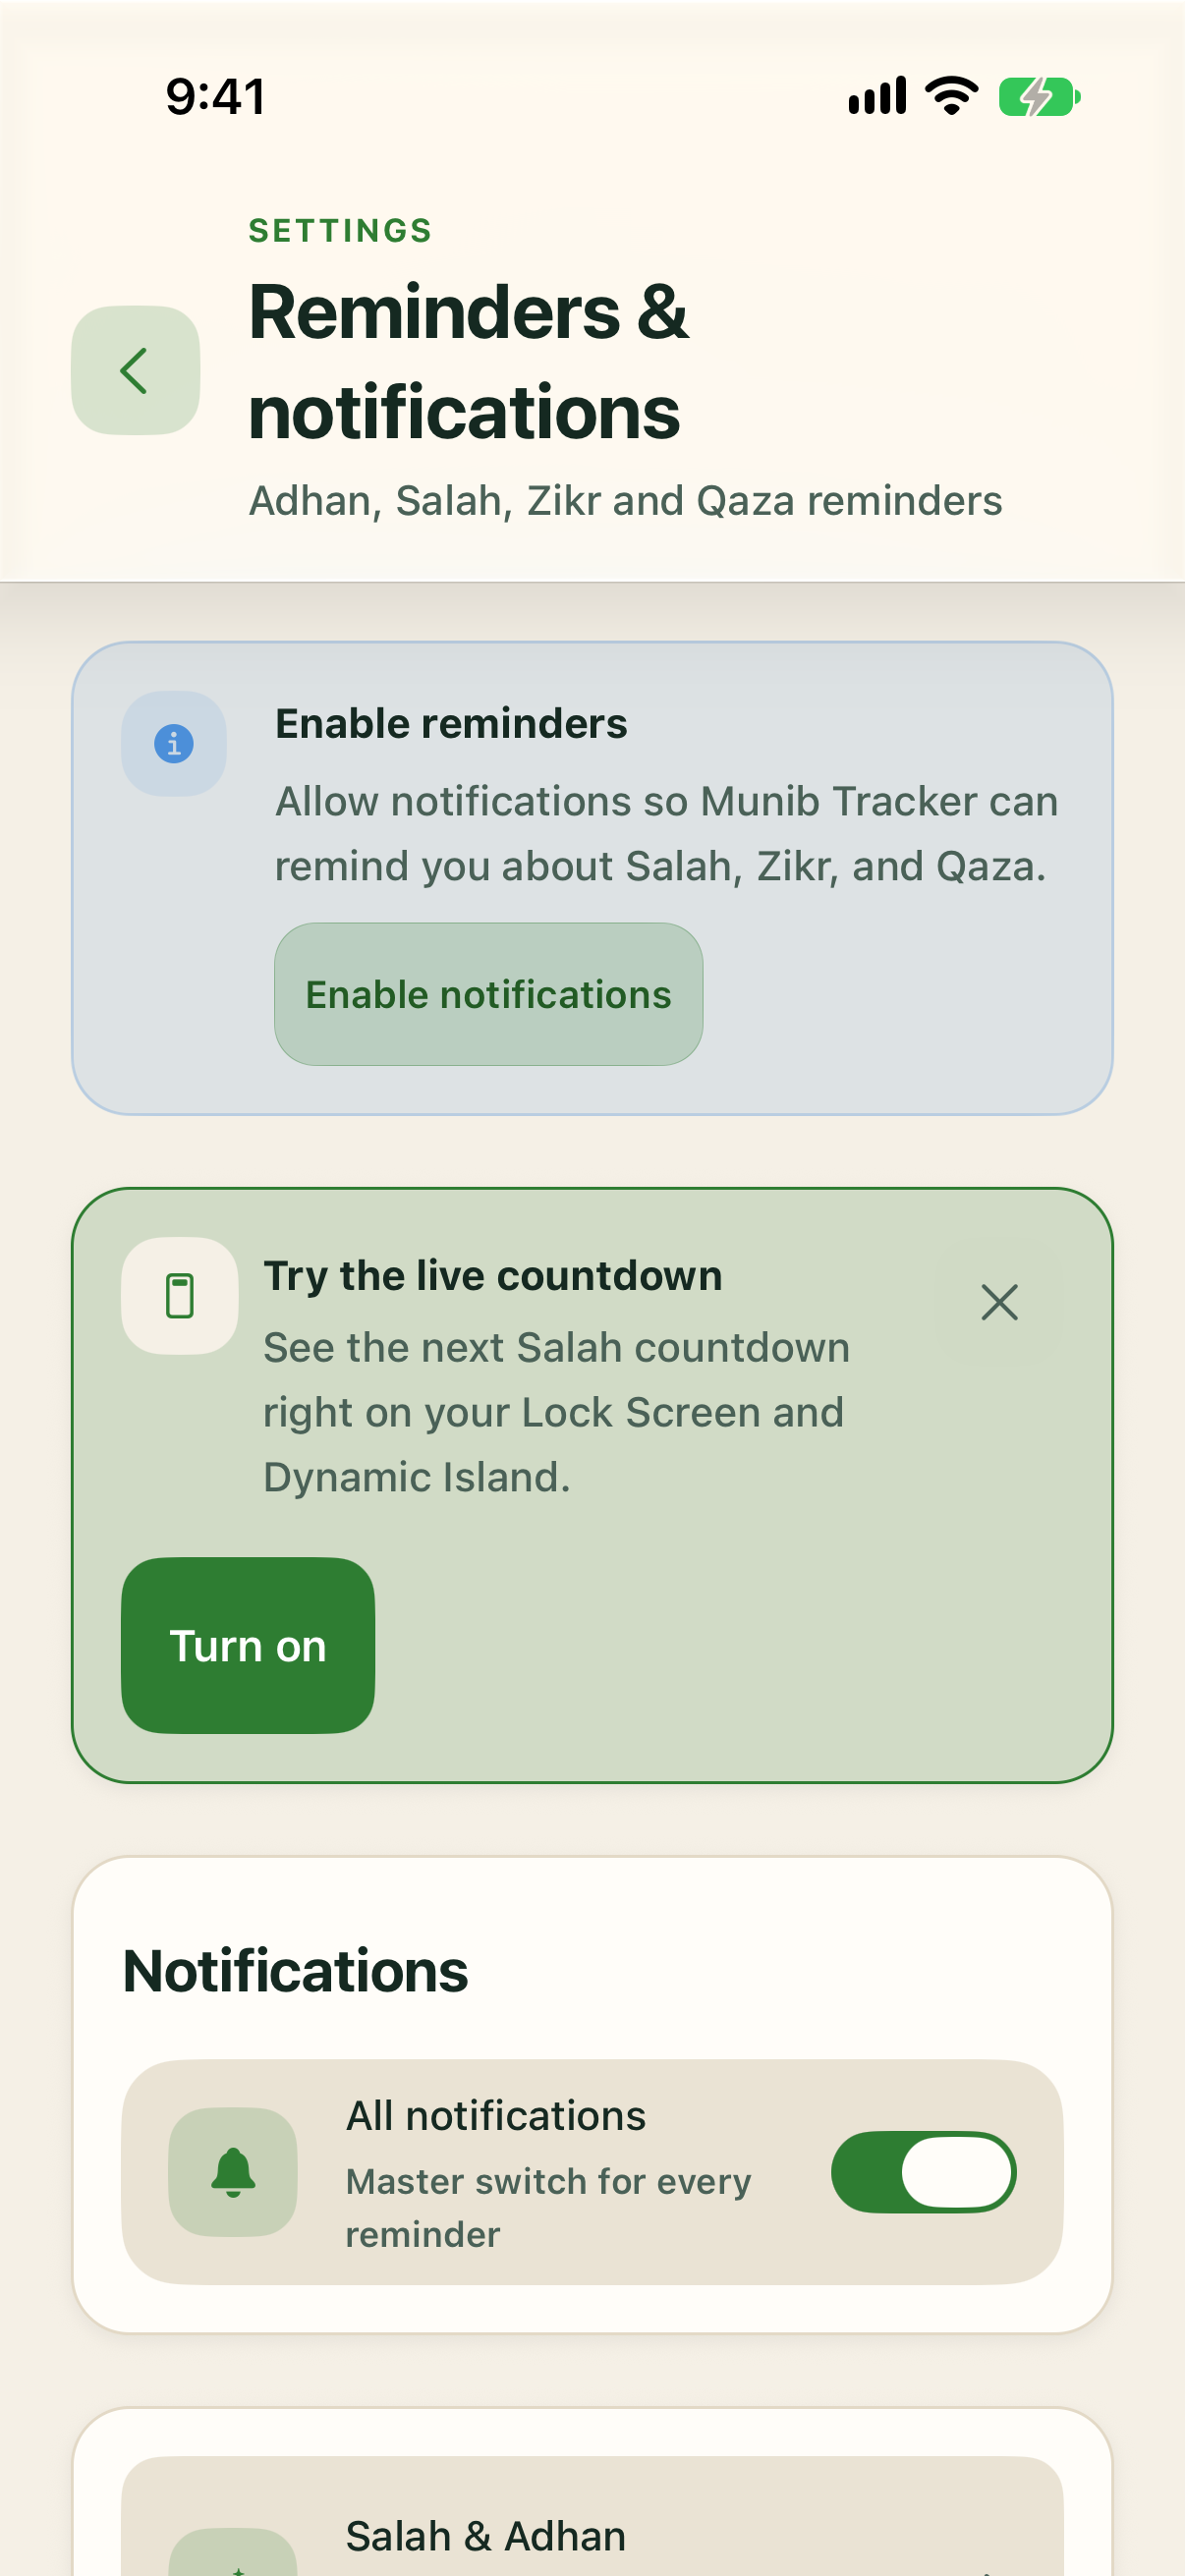 9:41
SETTINGS
Reminders &
notifications
Adhan, Salah, Zikr and Qaza reminders
Enable reminders
Allow notifications so Munib Tracker can
remind you about Salah, Zikr, and Qaza.
Enable notifications
Try the live countdown
See the next Salah countdown
right on your Lock Screen and
Dynamic Island.
Turn on
Notifications
All notifications
Master switch for every
reminder
Salah & Adhan